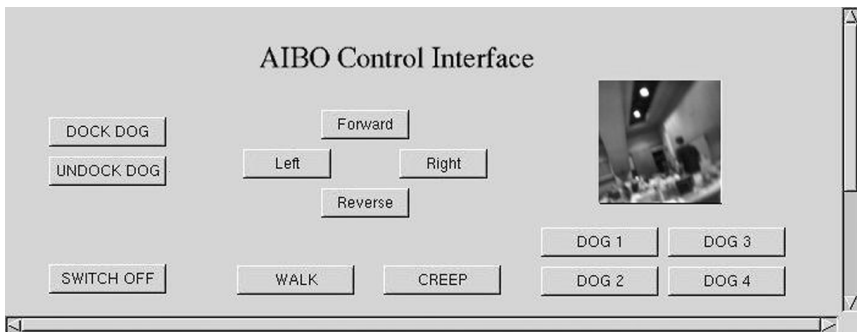 AIBO Control Interface
DOCK DOG
UNDOCK DOG
Forward
Left Right
Reverse
SWITCH OFF
WALK CREEP
DOG 1 DOG 3
DOG 2 DOG 4